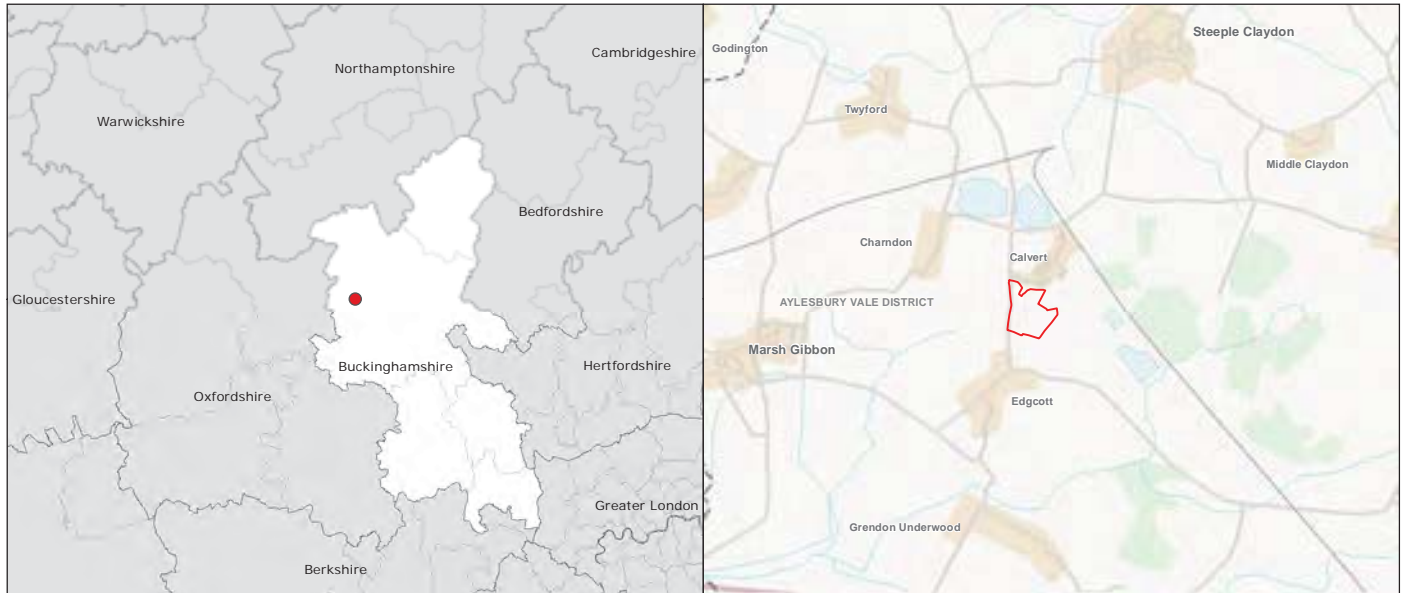 Cambridgeshire
Northamptonshire
Warwickshire
Bedfordshire
Gloucestershire
Buckinghamshire
Hertfordshire
Oxfordshire
Greater London
Berkshire
Steeple Claydon
Godington
Twyford
Middle Claydon
Charndon
Calvert
AYLESBURY VALE DISTRICT
Marsh Gibbon
Edgcott
Grendon Underwood